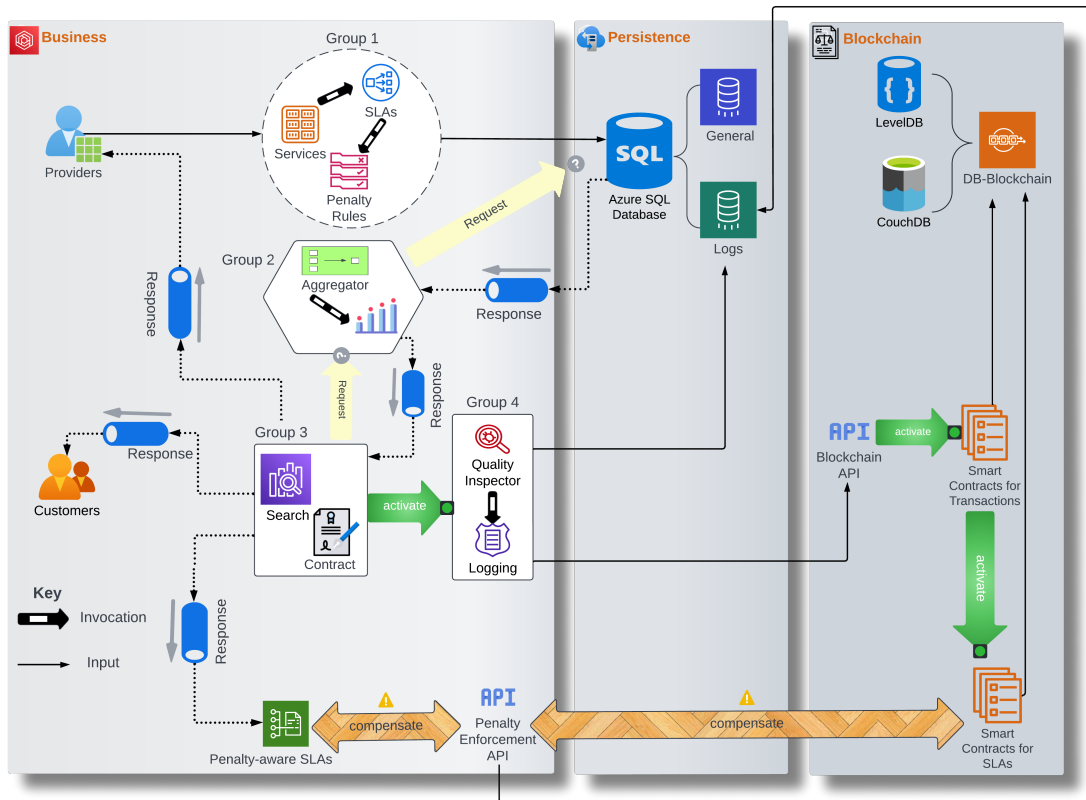 Business
Persistence
Blockchain
Group 1
SLAs
Services
Penalty
Rules
Providers
SQL
Azure SQL
Database
General
Logs
{ }
LevelDB
CouchDB
DB-Blockchain
Request
?
Group 2
Aggregator
Response
Response
?
Request
Response
Group 3
Search
Contract
Group 4
Quality
Inspector
Logging
activate
Response
Customers
Response
API
Blockchain
API
activate
Smart
Contracts for
Transactions
activate
Key
Invocation
Input
Penalty-aware SLAs
compensate
API
Penalty
Enforcement
API
compensate
Smart
Contracts for
SLAs